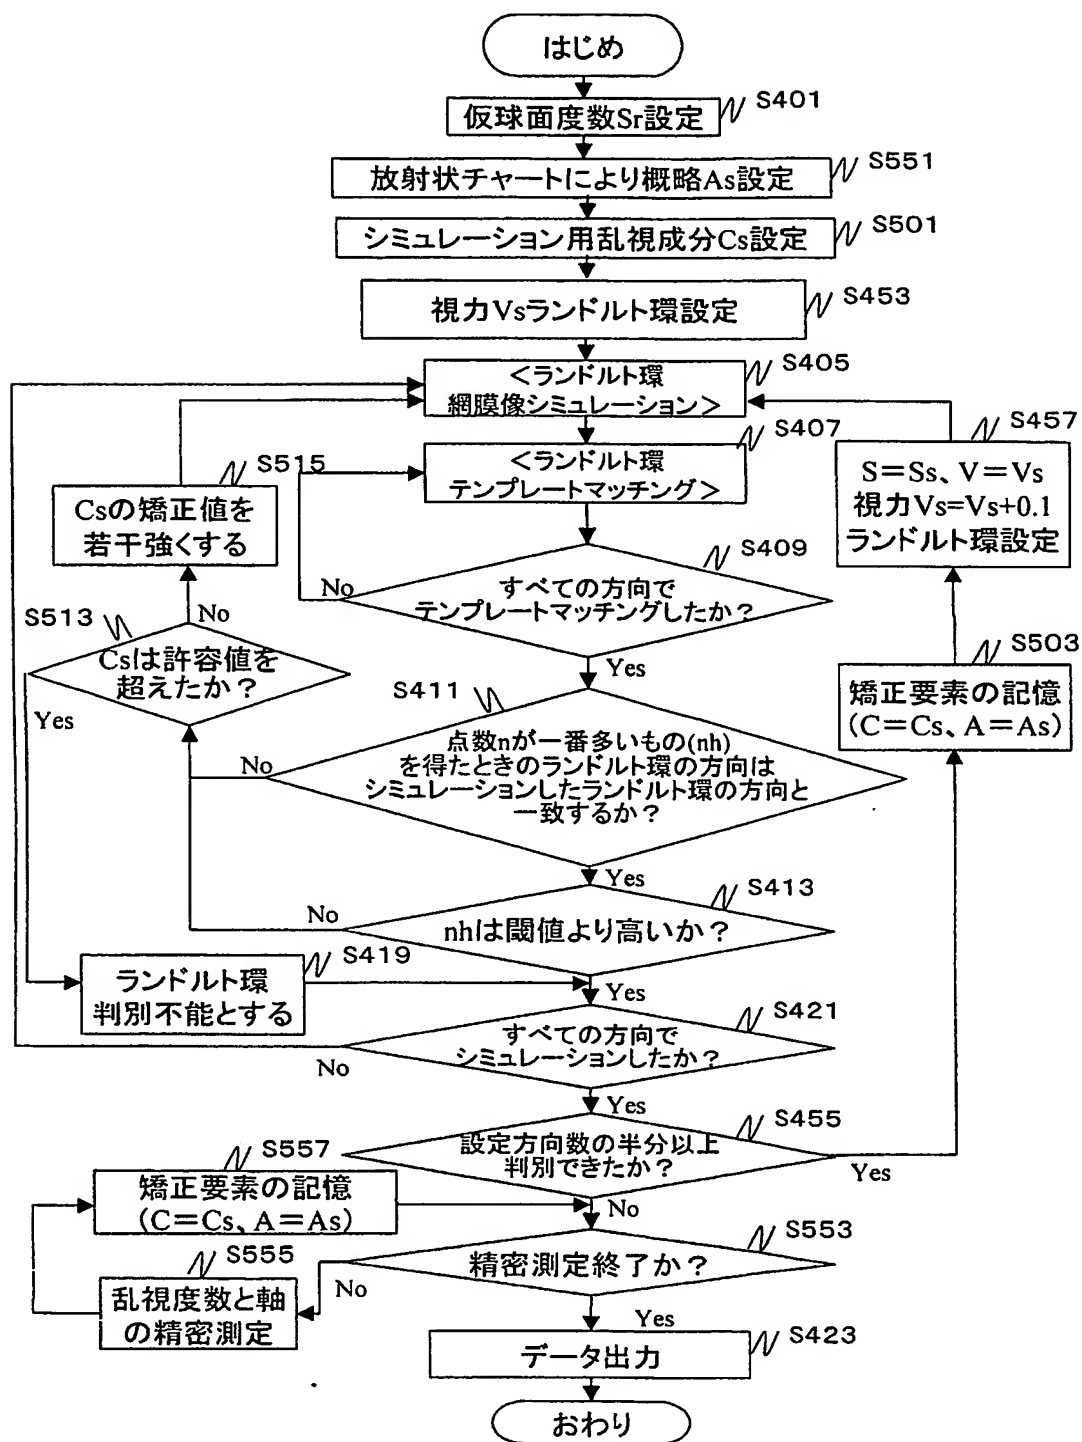 はじめ
仮球面度数Sr設定
S401
放射状チャートにより概略As設定
S551
シミュレーション用乱視成分Cs設定
S501
視力Vsランドルト環設定
S453
<ランドルト環
網膜像シミュレーション>
S405
<ランドルト環
テンプレートマッチング>
S407
S457
S=Ss、V=Vs
視力Vs=Vs+0.1
ランドルト環設定
S515
Csの矯正値を
若干強くする
S409
すべての方向で
テンプレートマッチングしたか?
No
Yes
S513
Csは許容値を
超えたか?
No
Yes
S503
矯正要素の記憶
(C=Cs、A=As)
S411
点数nが一番多いもの(nh)
を得たときのランドルト環の方向は
シミュレーションしたランドルト環の方向と
一致するか?
No
Yes
S413
nhは閾値より高いか?
No
Yes
S419
ランドルト環
判別不能とする
S421
すべての方向で
シミュレーションしたか?
No
Yes
S455
設定方向数の半分以上
判別できたか?
Yes
No
S557
矯正要素の記憶
(C=Cs、A=As)
S553
精密測定終了か?
No
Yes
S555
乱視度数と軸
の精密測定
S423
データ出力
おわり